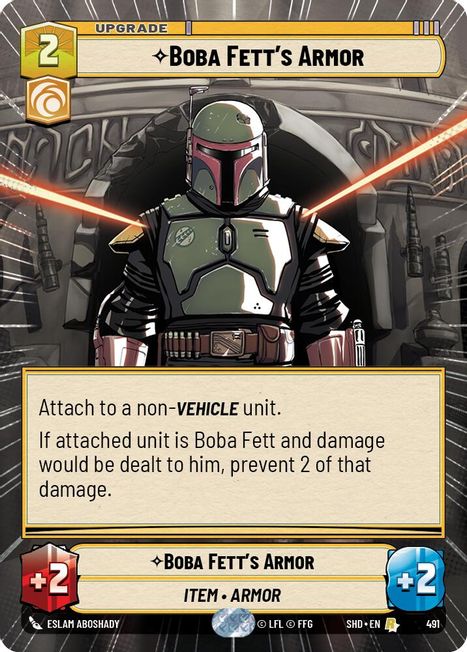 UPGRADE
2
✧BOBA FETT'S ARMOR
Attach to a non-VEHICLE unit.
If attached unit is Boba Fett and damage
would be dealt to him, prevent 2 of that
damage.
+2
✧BOBA FETT'S ARMOR
+2
ITEM • ARMOR
ESLAM ABOSHADY
© LFL © FFG
SHD • EN
491